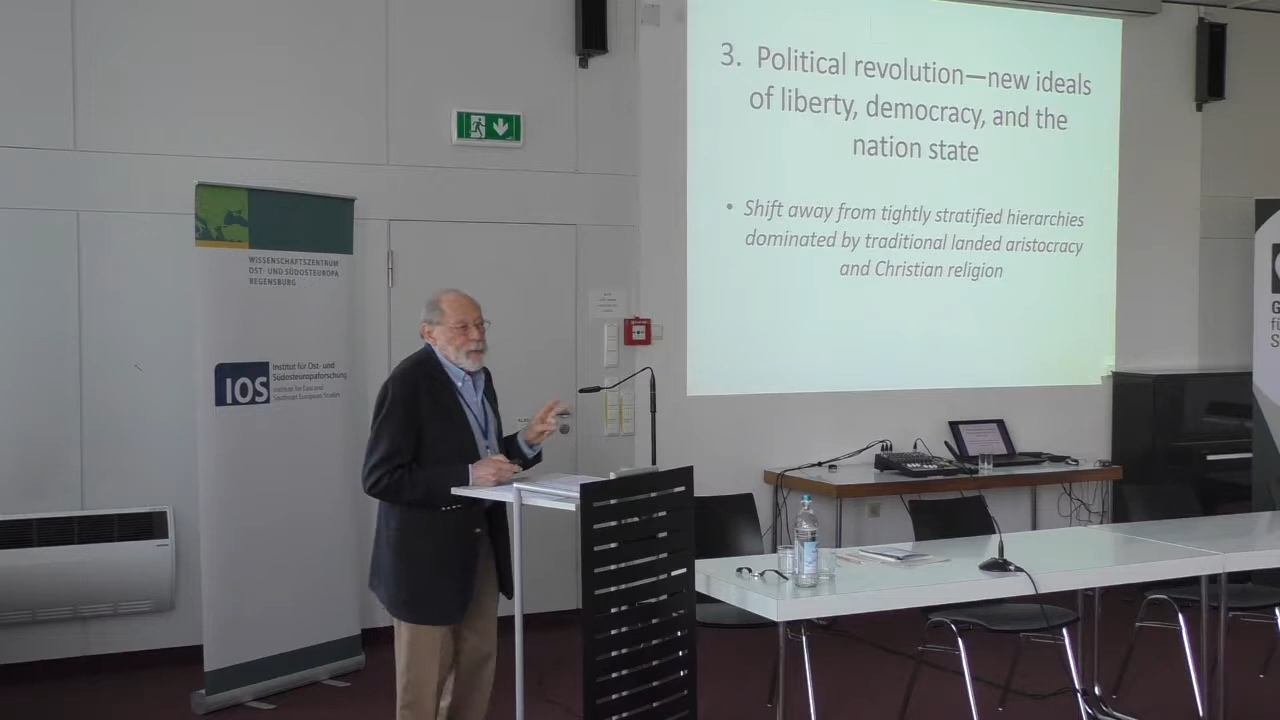 3. Political revolution—new ideals
of liberty, democracy, and the
nation state
• Shift away from tightly stratified hierarchies
dominated by traditional landed aristocracy
and Christian religion
WISSENSCHAFTSZENTRUM
OST- UND SÜDOSTEUROPA
REGENSBURG
IOS
Institut für Ost- und
Südosteuropaforschung
Institute for East and
Southeast European Studies